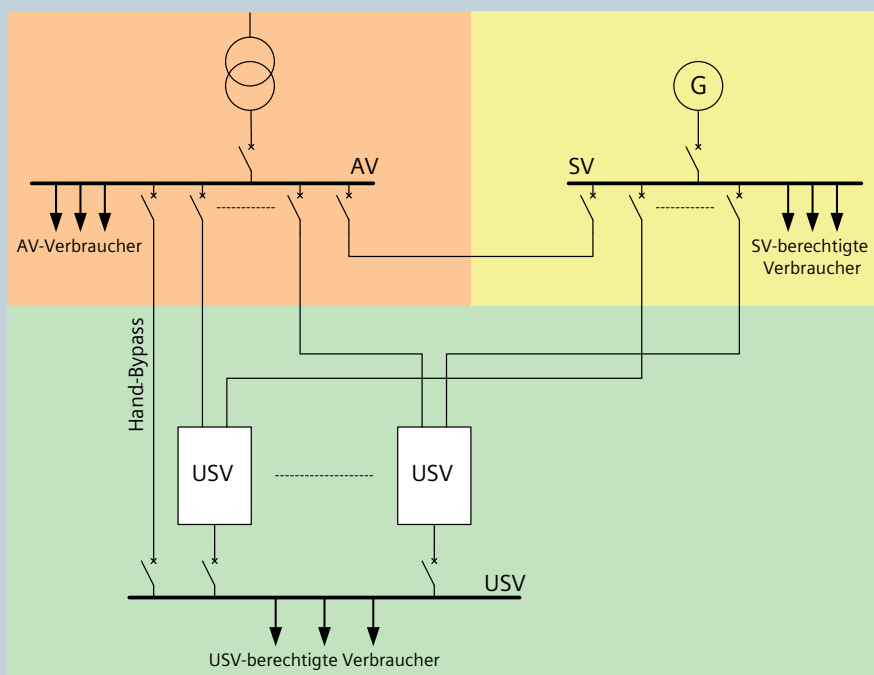 G
AV
SV
AV-Verbraucher
SV-berechtigte
Verbraucher
Hand-Bypass
USV
USV
USV
USV-berechtigte Verbraucher